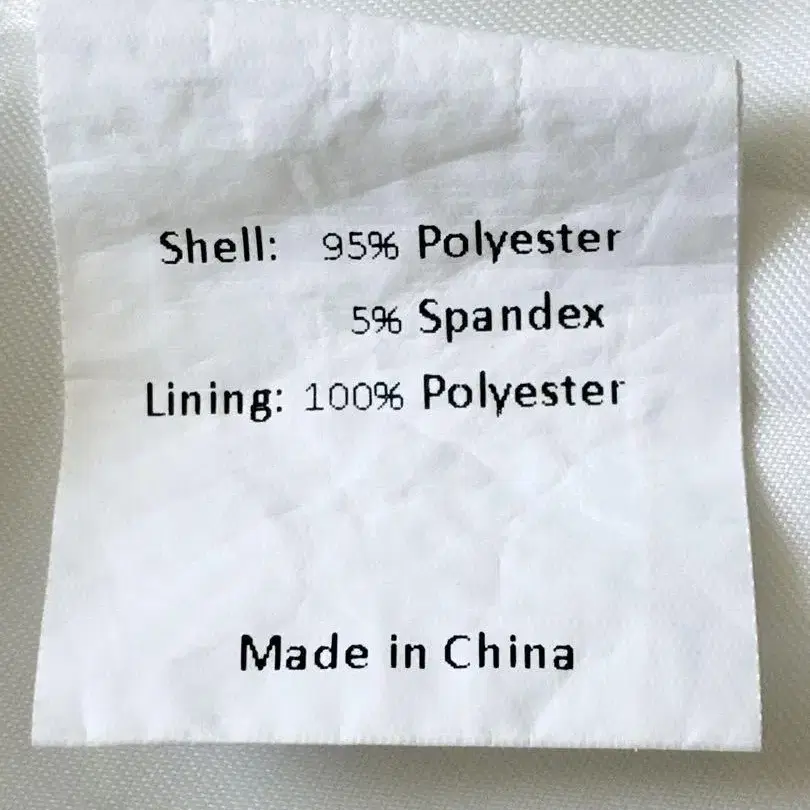 Shell: 95% Polyester
5% Spandex
Lining: 100% Polyester
Made in China